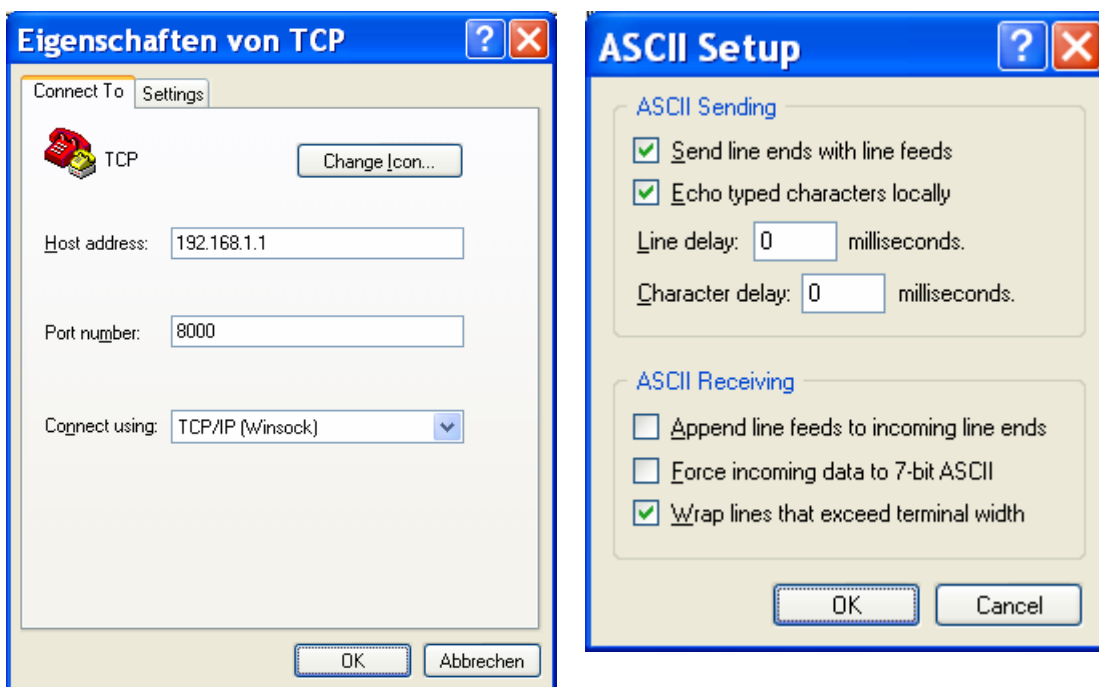 Eigenschaften von TCP
Connect To Settings
TCP Change Icon...
Host address: 192.168.1.1
Port number: 8000
Connect using: TCP/IP (Winsock)
OK Abbrechen
ASCII Setup
ASCII Sending
Send line ends with line feeds
Echo typed characters locally
Line delay: 0 milliseconds.
Character delay: 0 milliseconds.
ASCII Receiving
Append line feeds to incoming line ends
Force incoming data to 7-bit ASCII
Wrap lines that exceed terminal width
OK Cancel